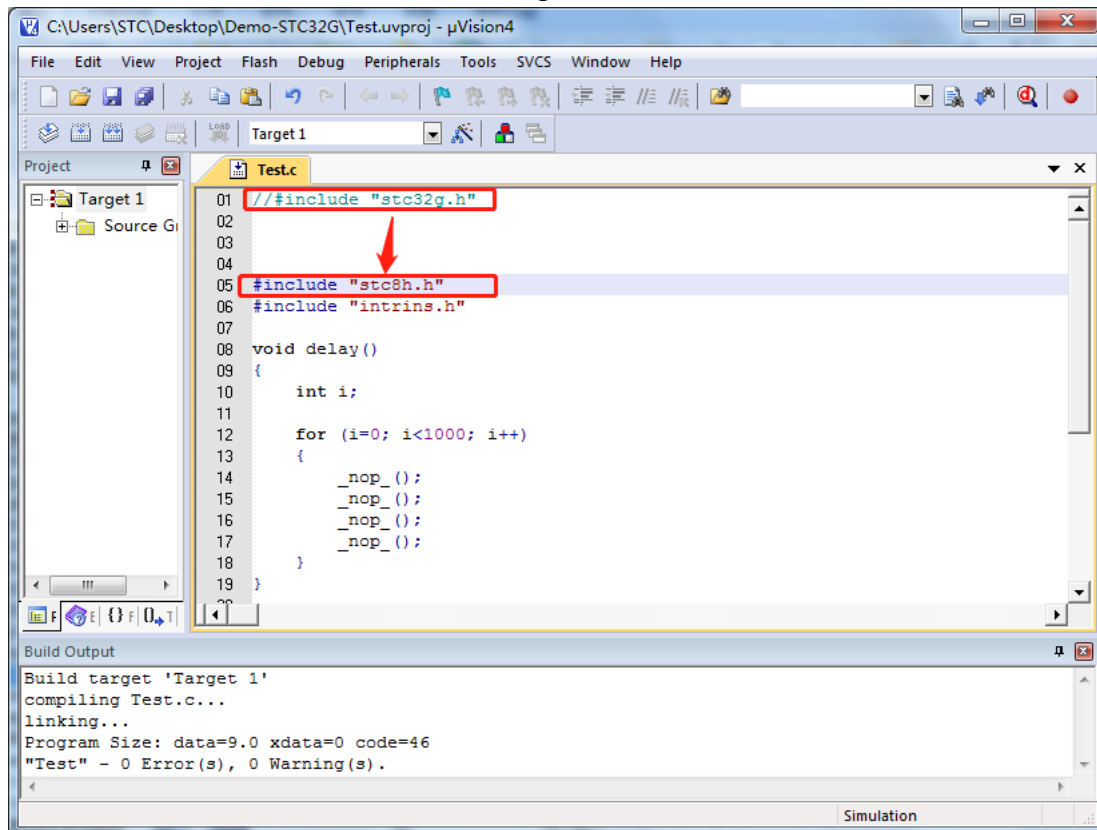 C:\Users\STC\Desktop\Demo-STC32G\Test.uvproj - µVision4
File Edit View Project Flash Debug Peripherals Tools SVCS Window Help
LOAD Target 1
Project
Test.c
Target 1
Source Gr
01 //#include "stc32g.h"
02
03
04
05 #include "stc8h.h"
06 #include "intrins.h"
07
08 void delay()
09 {
10 int i;
11
12 for (i=0; i<1000; i++)
13 {
14 _nop_();
15 _nop_();
16 _nop_();
17 _nop_();
18 }
19 }
F E {} F 0 T
Build Output
Build target 'Target 1'
compiling Test.c...
linking...
Program Size: data=9.0 xdata=0 code=46
"Test" - 0 Error(s), 0 Warning(s).
Simulation